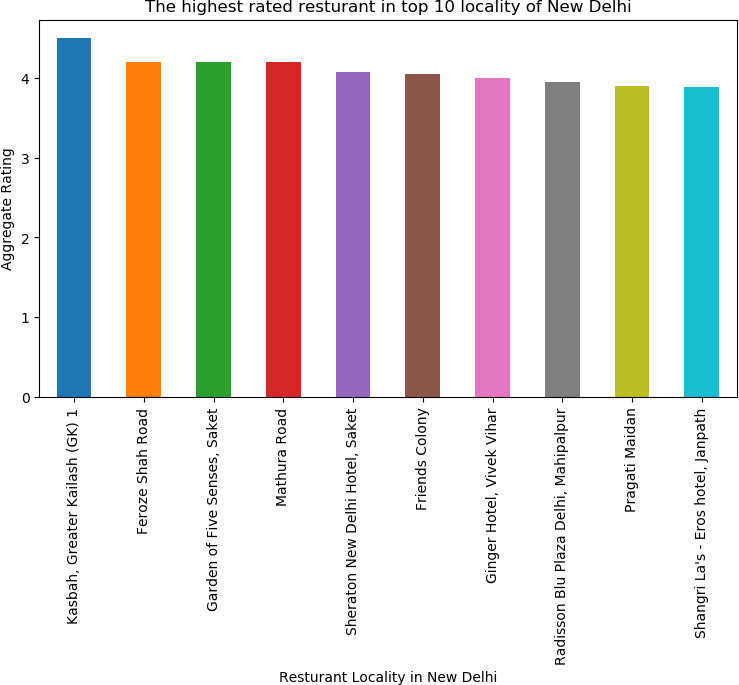 The highest rated resturant in top 10 locality of New Delhi
Aggregate Rating
4
3
2
1
0
Kasbah, Greater Kailash (GK) 1
Feroze Shah Road
Garden of Five Senses, Saket
Mathura Road
Sheraton New Delhi Hotel, Saket
Friends Colony
Ginger Hotel, Vivek Vihar
Radisson Blu Plaza Delhi, Mahipalpur
Pragati Maidan
Shangri La's - Eros hotel, Janpath
Resturant Locality in New Delhi